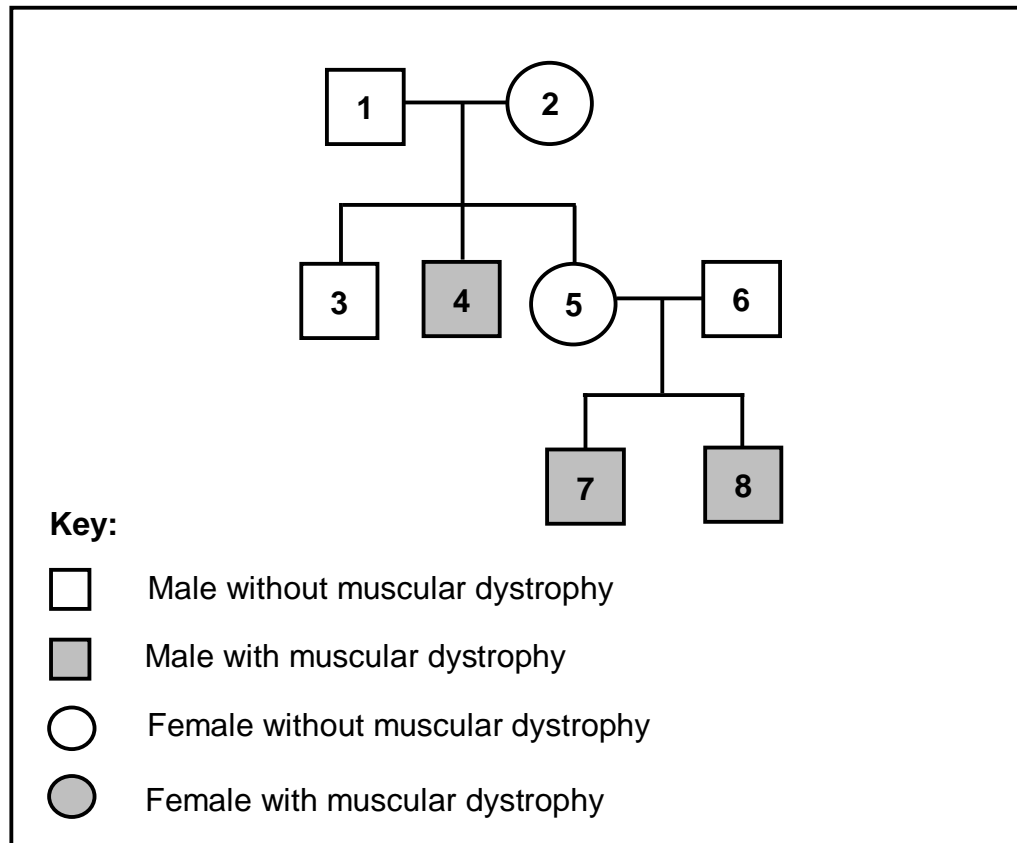 1 2
3 4 5 6
7 8
Key:
Male without muscular dystrophy
Male with muscular dystrophy
Female without muscular dystrophy
Female with muscular dystrophy